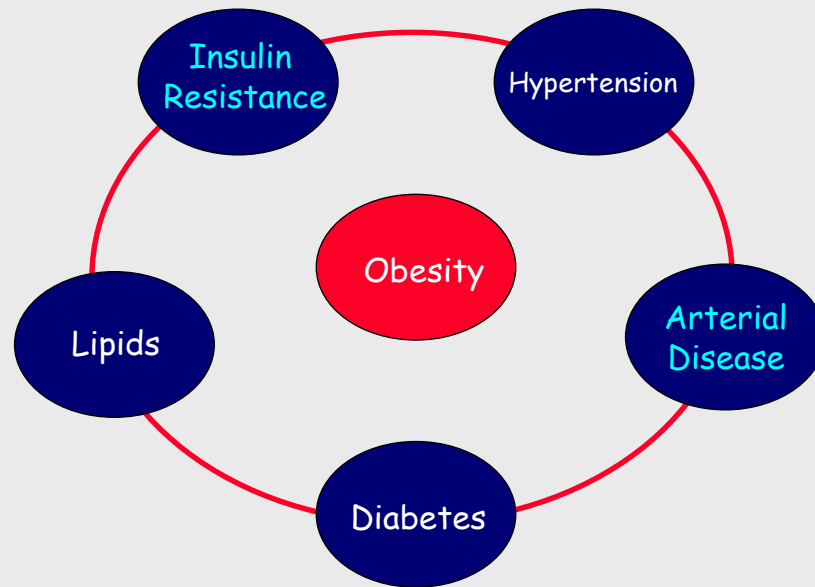 Insulin
Resistance
Hypertension
Obesity
Lipids
Arterial
Disease
Diabetes